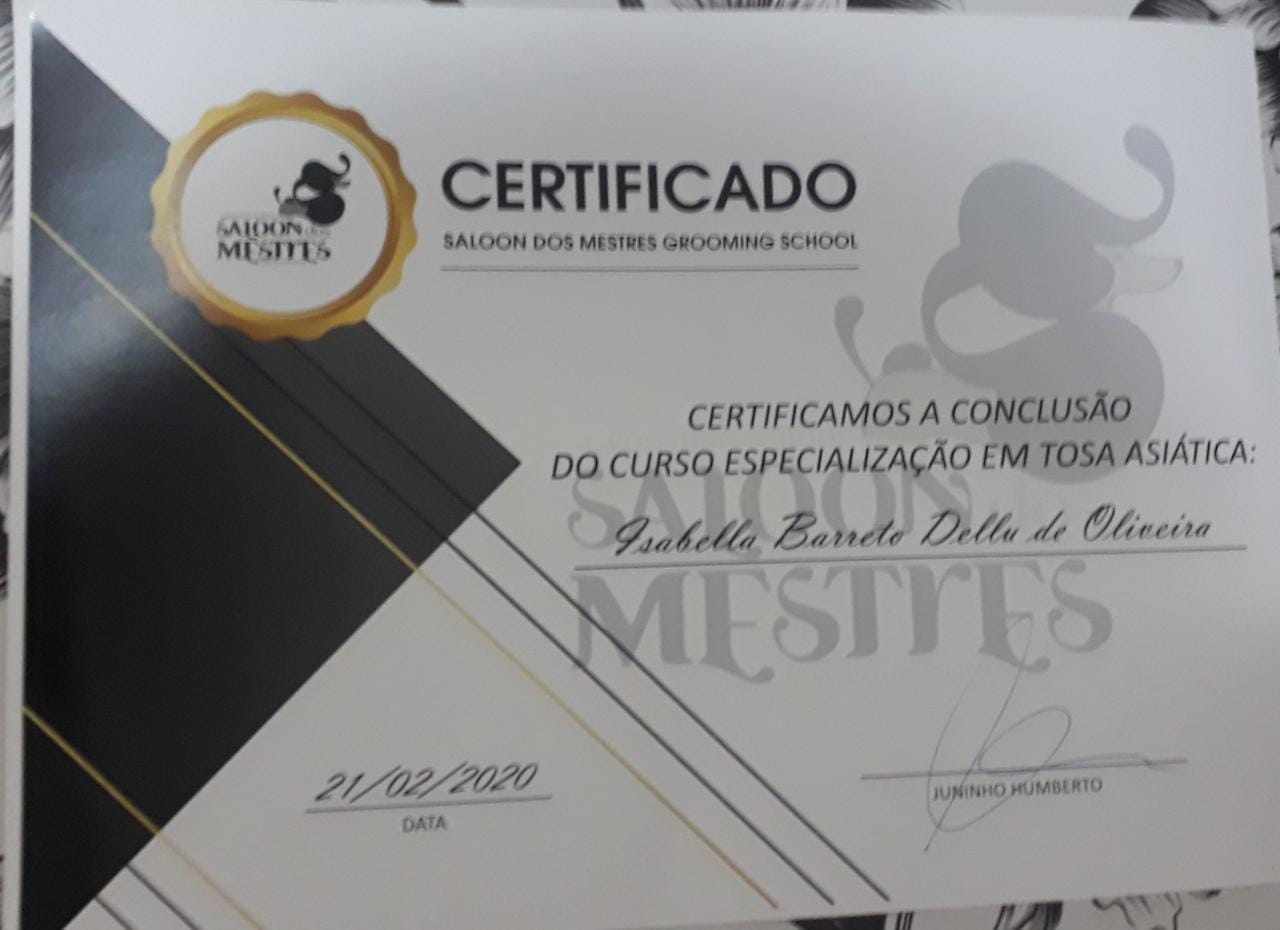 SALOON dos
MESTRES
CERTIFICADO
SALOON DOS MESTRES GROOMING SCHOOL
CERTIFICAMOS A CONCLUSÃO
DO CURSO ESPECIALIZAÇÃO EM TOSA ASIÁTICA:
SALOON
Isabella Barreto Dellu de Oliveira
MESTRES
21/02/2020
DATA
JUNINHO HUMBERTO